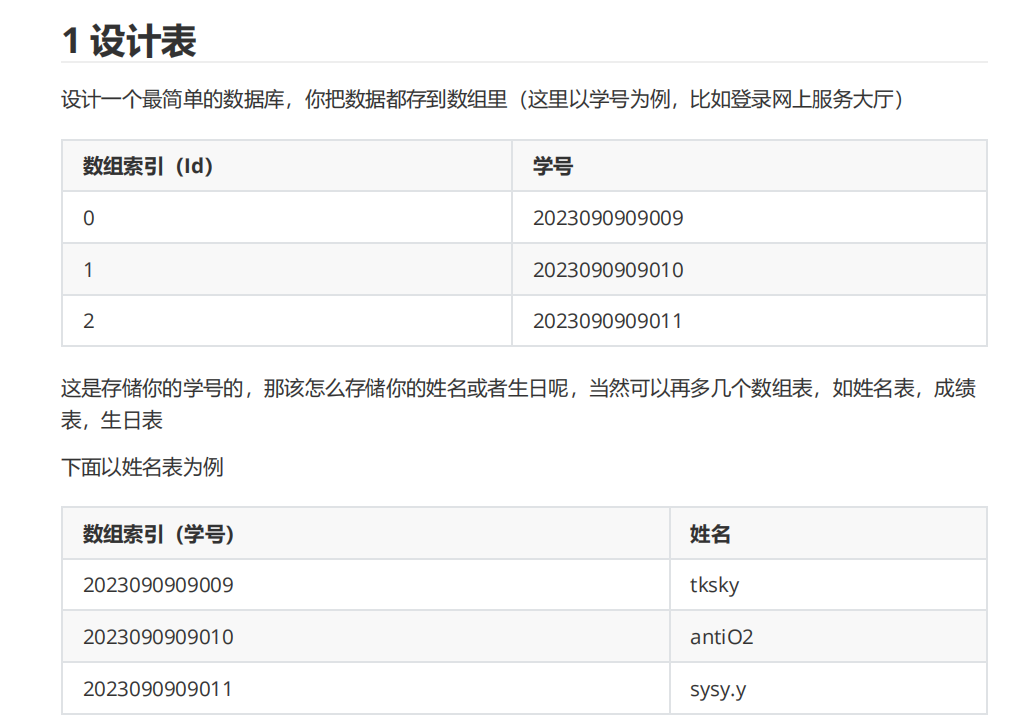 1 设计表
设计一个最简单的数据库，你把数据都存到数组里（这里以学号为例，比如登录网上服务大厅）
数组索引（Id） 学号
0 2023090909009
1 2023090909010
2 2023090909011
这是存储你的学号的，那该怎么存储你的姓名或者生日呢，当然可以再多几个数组表，如姓名表，成绩
表，生日表
下面以姓名表为例
数组索引（学号） 姓名
2023090909009 tksky
2023090909010 antiO2
2023090909011 sysy.y